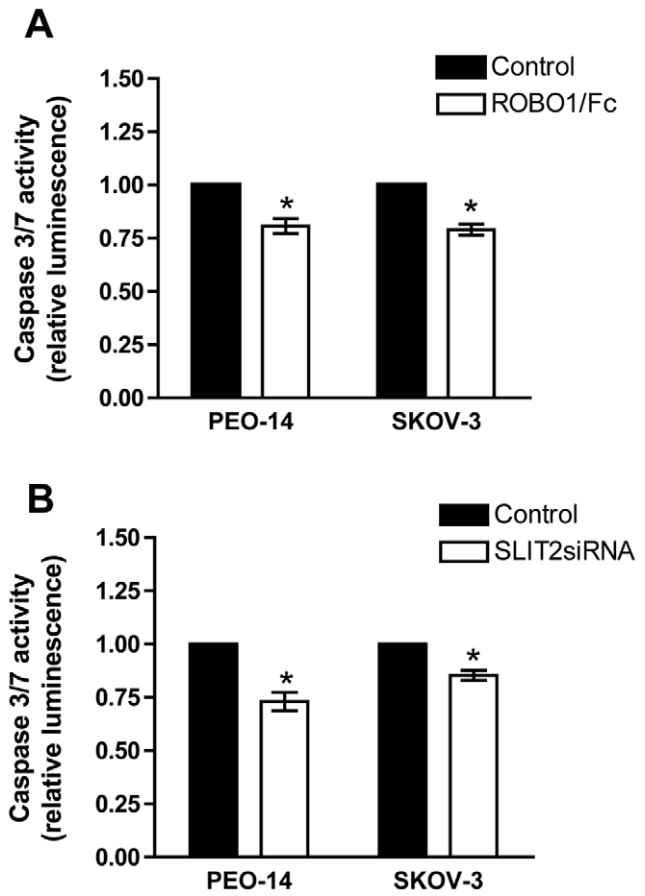 A
Control
ROBO1/Fc
Caspase 3/7 activity
(relative luminescence)
1.50
1.25
1.00
0.75
0.50
0.25
0.00
* *
PEO-14 SKOV-3
B
Control
SLIT2siRNA
Caspase 3/7 activity
(relative luminescence)
1.50
1.25
1.00
0.75
0.50
0.25
0.00
* *
PEO-14 SKOV-3